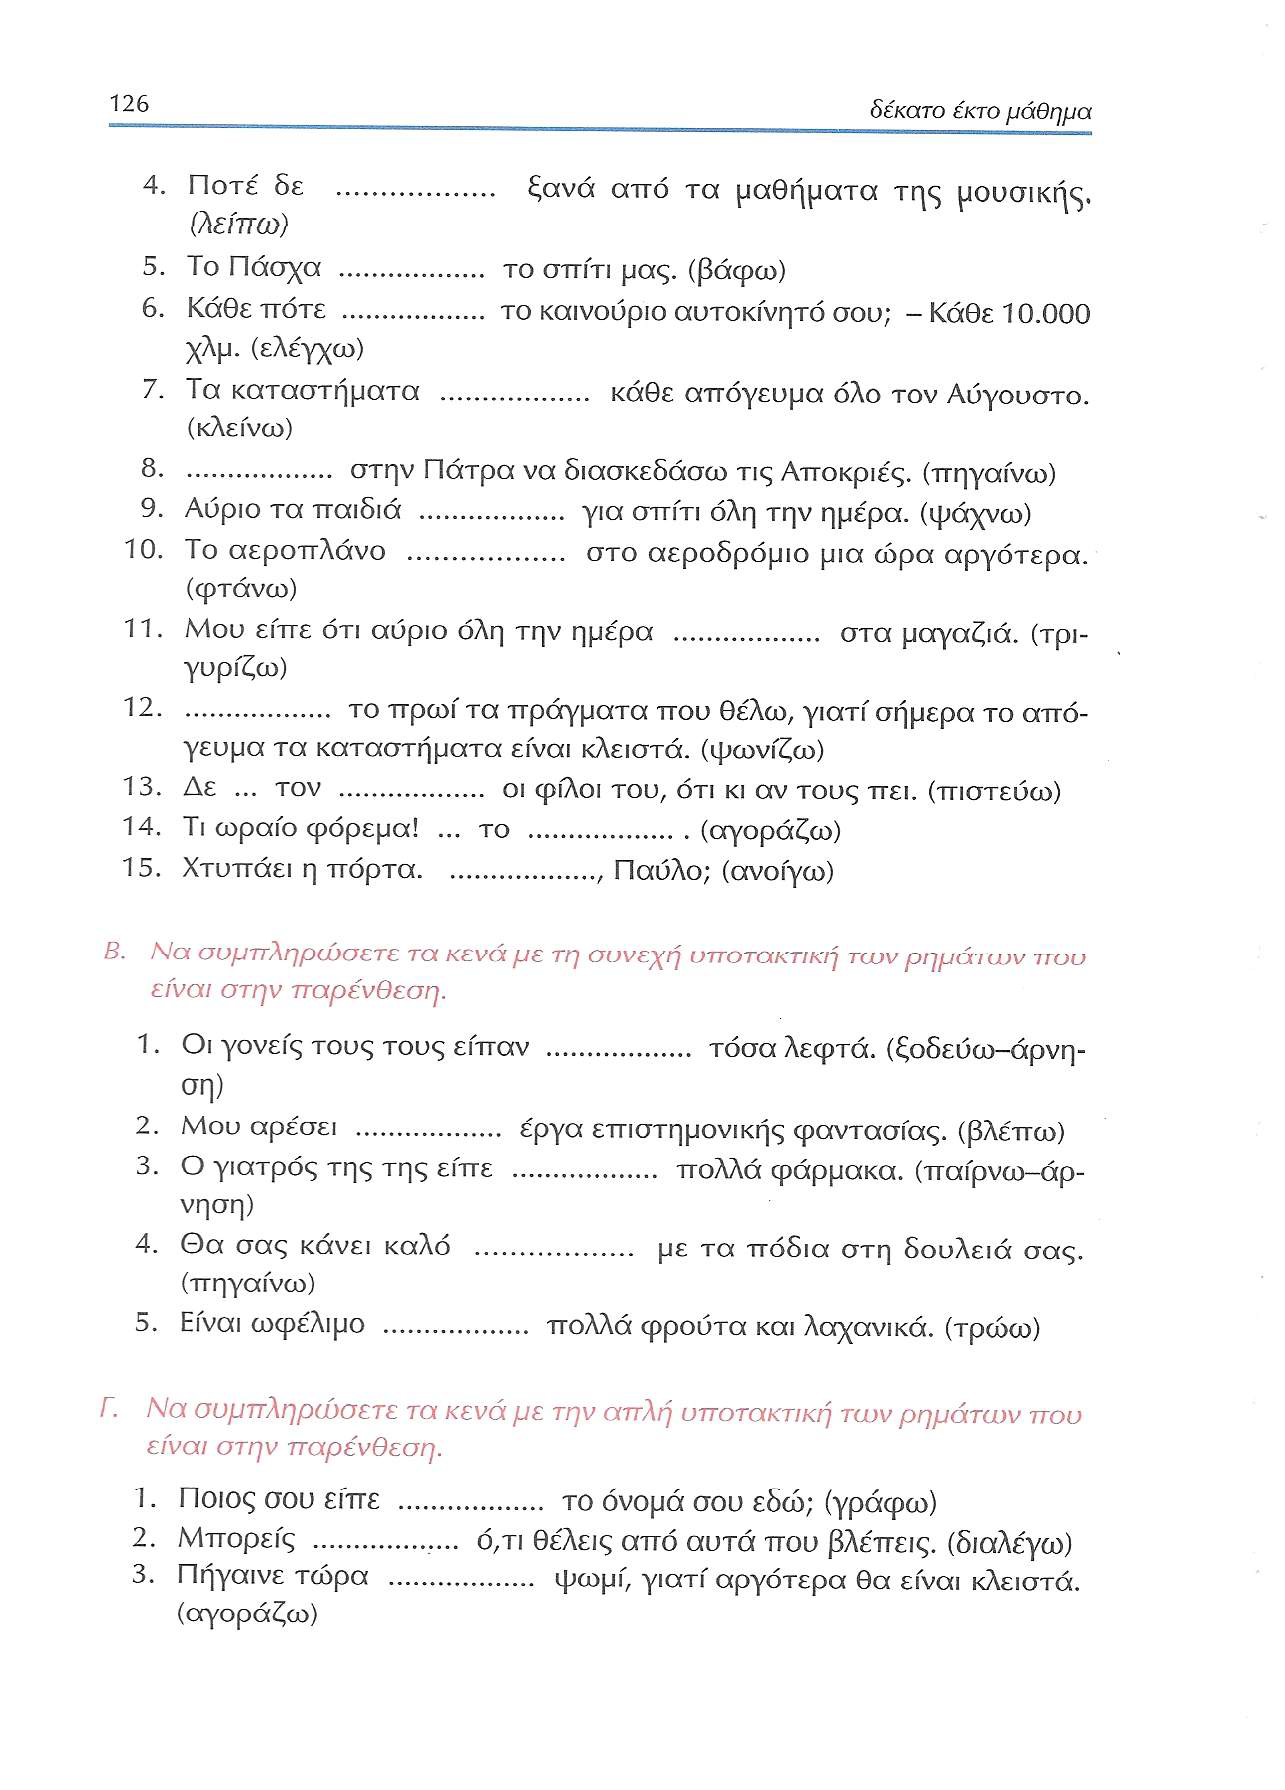 126
δέκατο έκτο μάθημα
4. Ποτέ δε .................. ξανά από τα μαθήματα της μουσικής.
(λείπω)
5. Το Πάσχα .................. το σπίτι μας. (βάφω)
6. Κάθε πότε .................. το καινούριο αυτοκίνητό σου; – Κάθε 10.000
χλμ. (ελέγχω)
7. Τα καταστήματα .................. κάθε απόγευμα όλο τον Αύγουστο.
(κλείνω)
8. .................. στην Πάτρα να διασκεδάσω τις Αποκριές. (πηγαίνω)
9. Αύριο τα παιδιά .................. για σπίτι όλη την ημέρα. (ψάχνω)
10. Το αεροπλάνο .................. στο αεροδρόμιο μια ώρα αργότερα.
(φτάνω)
11. Μου είπε ότι αύριο όλη την ημέρα .................. στα μαγαζιά. (τρι-
γυρίζω)
12. .................. το πρωί τα πράγματα που θέλω, γιατί σήμερα το από-
γευμα τα καταστήματα είναι κλειστά. (ψωνίζω)
13. Δε ... τον .................. οι φίλοι του, ότι κι αν τους πει. (πιστεύω)
14. Τι ωραίο φόρεμα! ... το .................. . (αγοράζω)
15. Χτυπάει η πόρτα. .................., Παύλο; (ανοίγω)
Β. Να συμπληρώσετε τα κενά με τη συνεχή υποτακτική των ρημάτων που
είναι στην παρένθεση.
1. Οι γονείς τους τους είπαν .................. τόσα λεφτά. (ξοδεύω–άρνη-
ση)
2. Μου αρέσει .................. έργα επιστημονικής φαντασίας. (βλέπω)
3. Ο γιατρός της της είπε .................. πολλά φάρμακα. (παίρνω–άρ-
νηση)
4. Θα σας κάνει καλό .................. με τα πόδια στη δουλειά σας.
(πηγαίνω)
5. Είναι ωφέλιμο .................. πολλά φρούτα και λαχανικά. (τρώω)
Γ. Να συμπληρώσετε τα κενά με την απλή υποτακτική των ρημάτων που
είναι στην παρένθεση.
1. Ποιος σου είπε .................. το όνομά σου εδώ; (γράφω)
2. Μπορείς .................. ό,τι θέλεις από αυτά που βλέπεις. (διαλέγω)
3. Πήγαινε τώρα .................. ψωμί, γιατί αργότερα θα είναι κλειστά.
(αγοράζω)